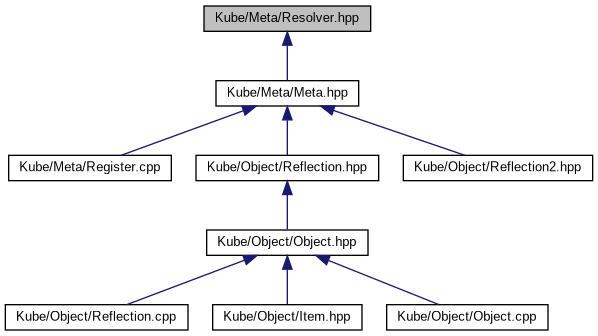 Kube/Meta/Resolver.hpp
Kube/Meta/Meta.hpp
Kube/Meta/Register.cpp
Kube/Object/Reflection.hpp
Kube/Object/Reflection2.hpp
Kube/Object/Object.hpp
Kube/Object/Reflection.cpp
Kube/Object/Item.hpp
Kube/Object/Object.cpp